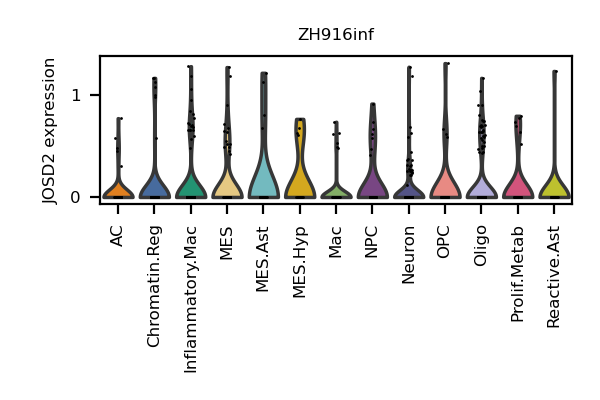 ZH916inf
JOSD2 expression
1
0
AC
Chromatin.Reg
Inflammatory.Mac
MES
MES.Ast
MES.Hyp
Mac
NPC
Neuron
OPC
Oligo
Prolif.Metab
Reactive.Ast